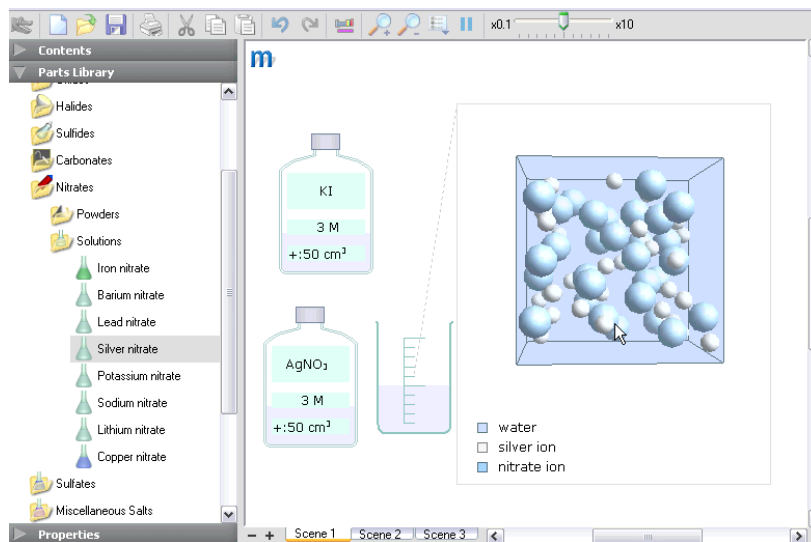 x0.1 x10
Contents
Parts Library
Halides
Sulfides
Carbonates
Nitrates
Powders
Solutions
Iron nitrate
Barium nitrate
Lead nitrate
Silver nitrate
Potassium nitrate
Sodium nitrate
Lithium nitrate
Copper nitrate
Sulfates
Miscellaneous Salts
Properties
m
KI
3 M
+:50 cm³
AgNO₃
3 M
+:50 cm³
water
silver ion
nitrate ion
− + Scene 1 Scene 2 Scene 3